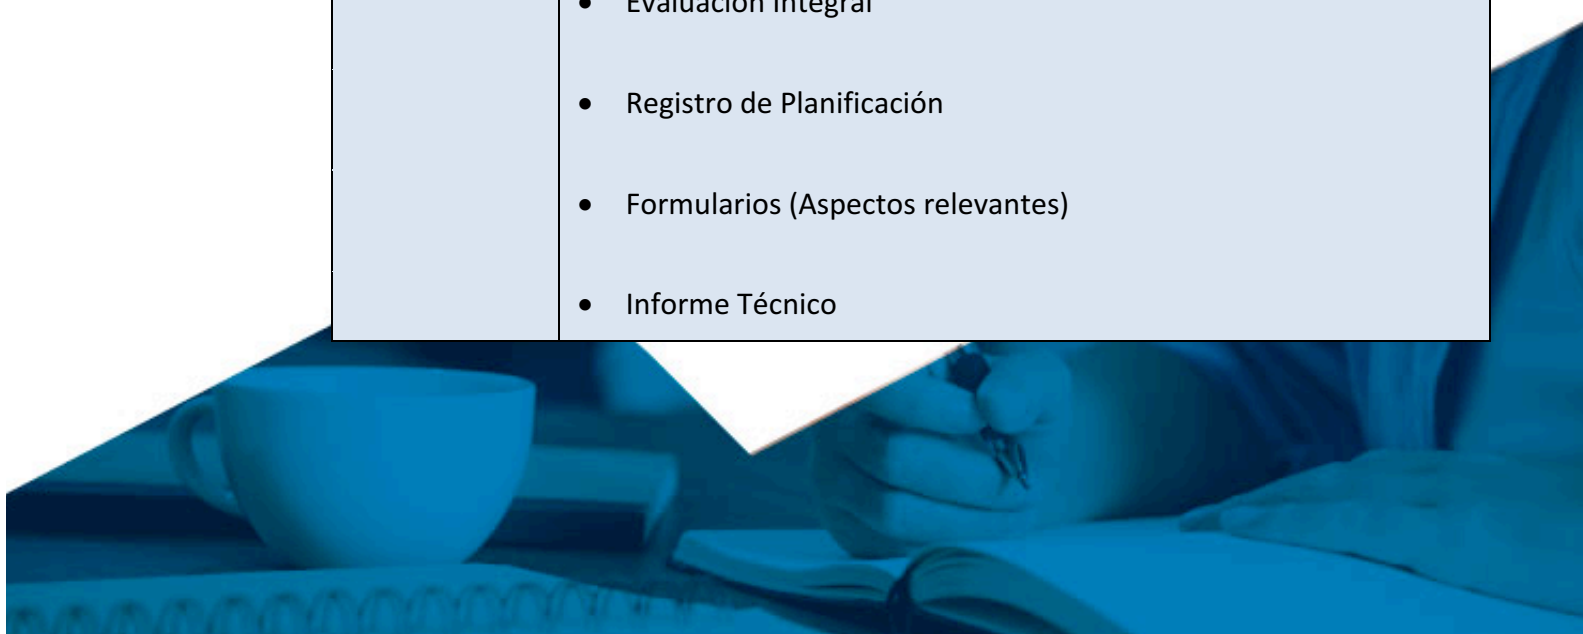 • Evaluación Integral
• Registro de Planificación
• Formularios (Aspectos relevantes)
• Informe Técnico